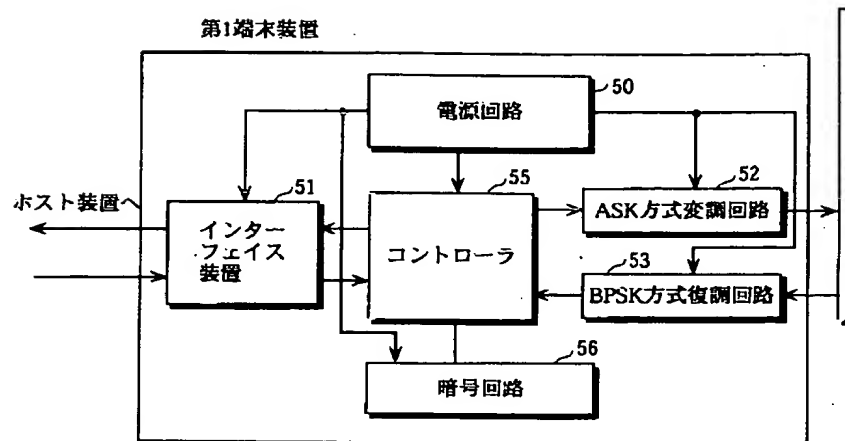 第1端末装置
50
電源回路
51
55
52
ホスト装置へ
インター
フェイス
装置
コントローラ
ASK方式変調回路
53
BPSK方式復調回路
56
暗号回路